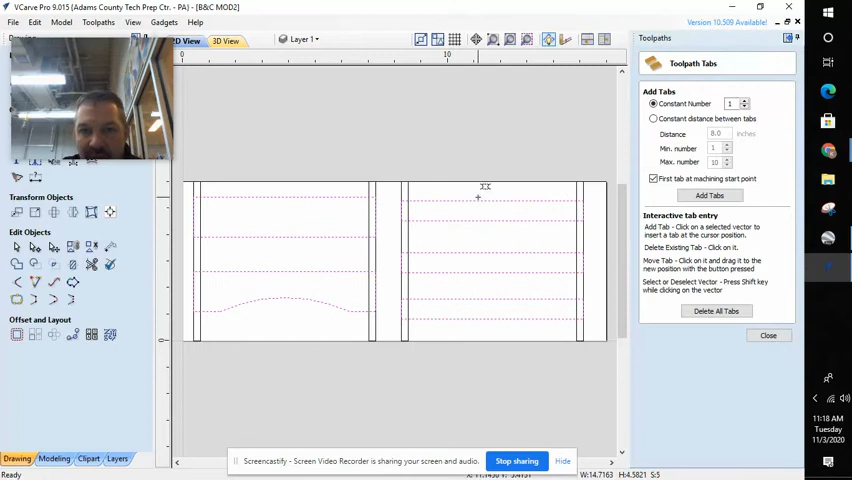 VCarve Pro 9.015 (Adams County Tech Prep Ctr. - PA) - [B&C MOD2]
File Edit Model Toolpaths View Gadgets Help
Version 10.509 Available!
2D View
3D View
Layer 1
0
10
0
Transform Objects
Edit Objects
Offset and Layout
Drawing Modeling Clipart Layers
Ready
Toolpaths
Toolpath Tabs
Add Tabs
Constant Number 1
Constant distance between tabs
Distance 8.0 inches
Min. number 1
Max. number 10
First tab at machining start point
Add Tabs
Interactive tab entry
Add Tab - Click on a selected vector to
insert a tab at the cursor position.
Delete Existing Tab - Click on it.
Move Tab - Click on it and drag it to the
new position with the button pressed
Select or Deselect Vector - Press Shift key
while clicking on the vector
Delete All Tabs
Close
Screencastify - Screen Video Recorder is sharing your screen and audio.
Stop sharing
Hide
W:14.7163 H:4.5821 S:5
11:18 AM
Tuesday
11/3/2020